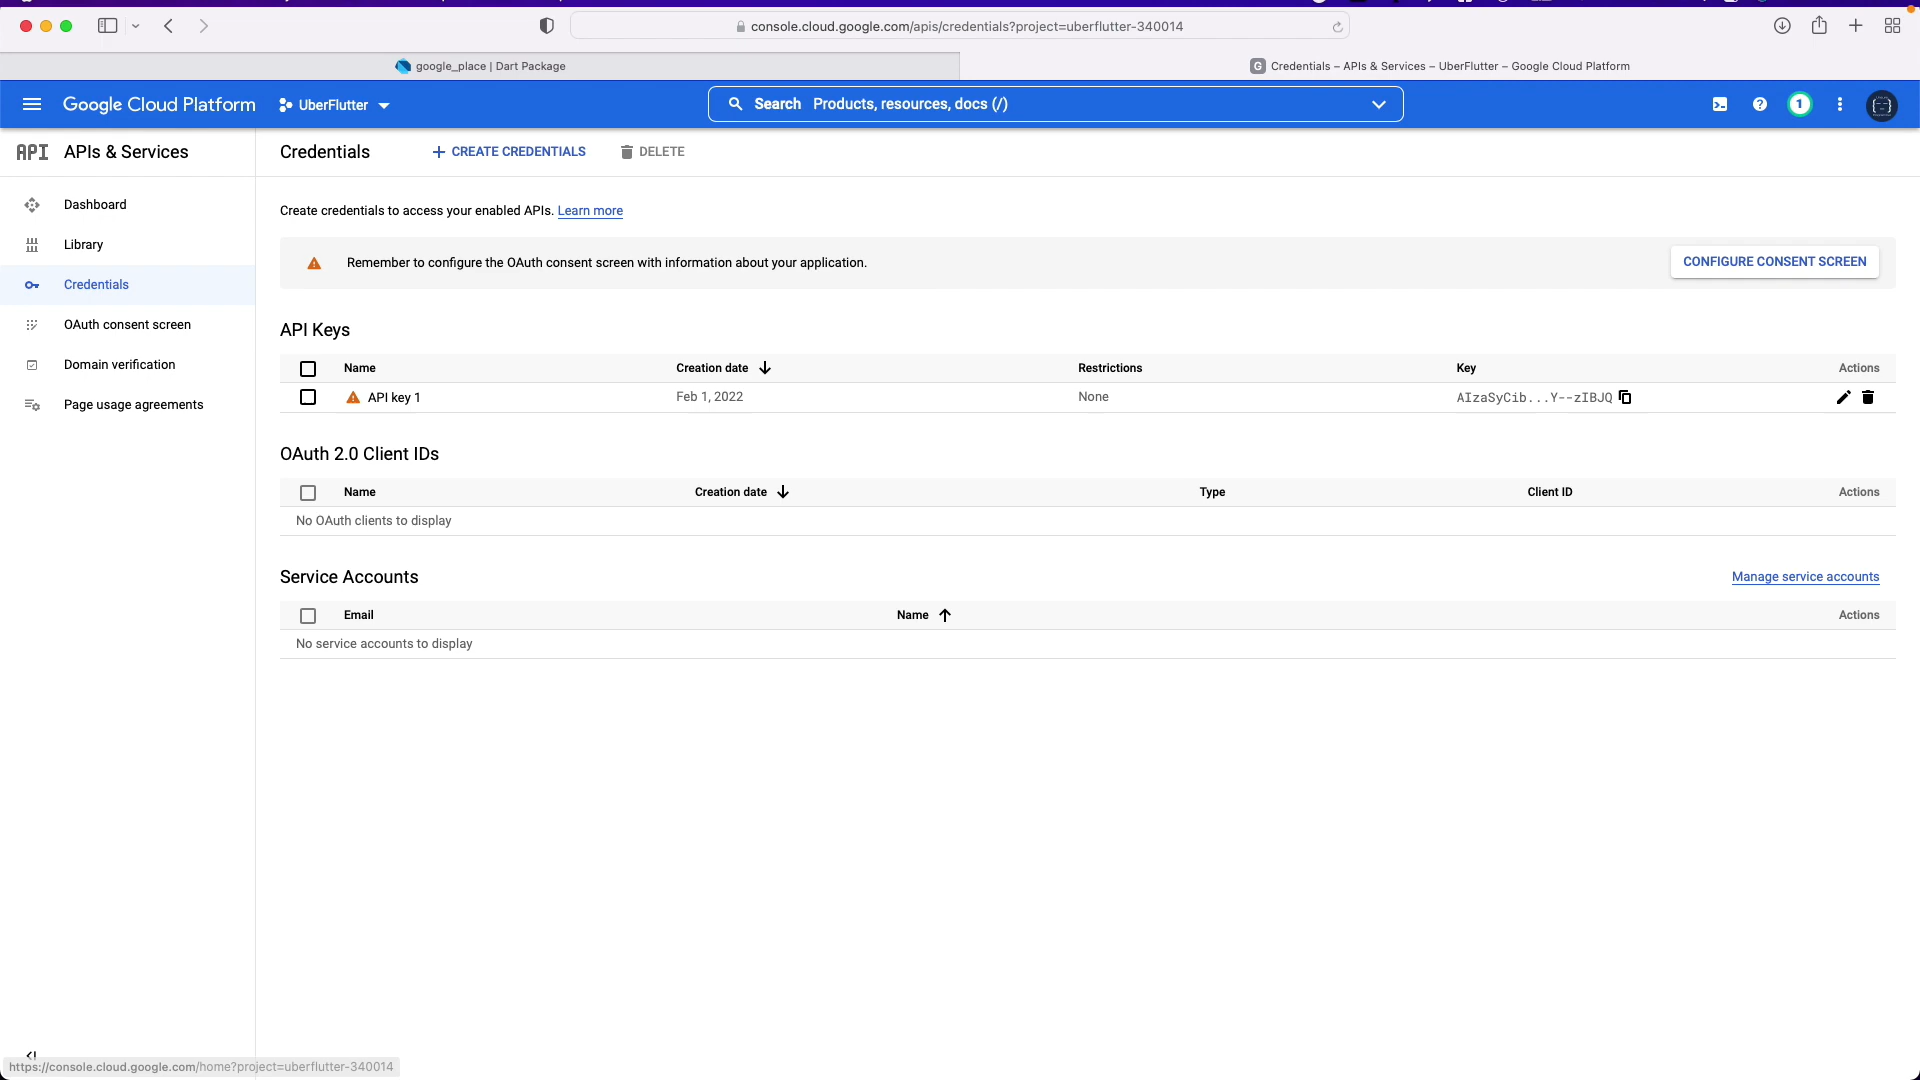 console.cloud.google.com/apis/credentials?project=uberflutter-340014
google_place | Dart Package
G Credentials – APIs & Services – UberFlutter – Google Cloud Platform
Google Cloud Platform
UberFlutter
Search Products, resources, docs (/)
1
API APIs & Services
Credentials
CREATE CREDENTIALS
DELETE
Dashboard
Library
Credentials
OAuth consent screen
Domain verification
Page usage agreements
Create credentials to access your enabled APIs. Learn more
Remember to configure the OAuth consent screen with information about your application.
CONFIGURE CONSENT SCREEN
API Keys
Name Creation date Restrictions Key Actions
API key 1 Feb 1, 2022 None AIzaSyCib...Y--zIBJQ
OAuth 2.0 Client IDs
Name Creation date Type Client ID Actions
No OAuth clients to display
Service Accounts
Manage service accounts
Email Name Actions
No service accounts to display
https://console.cloud.google.com/home?project=uberflutter-340014